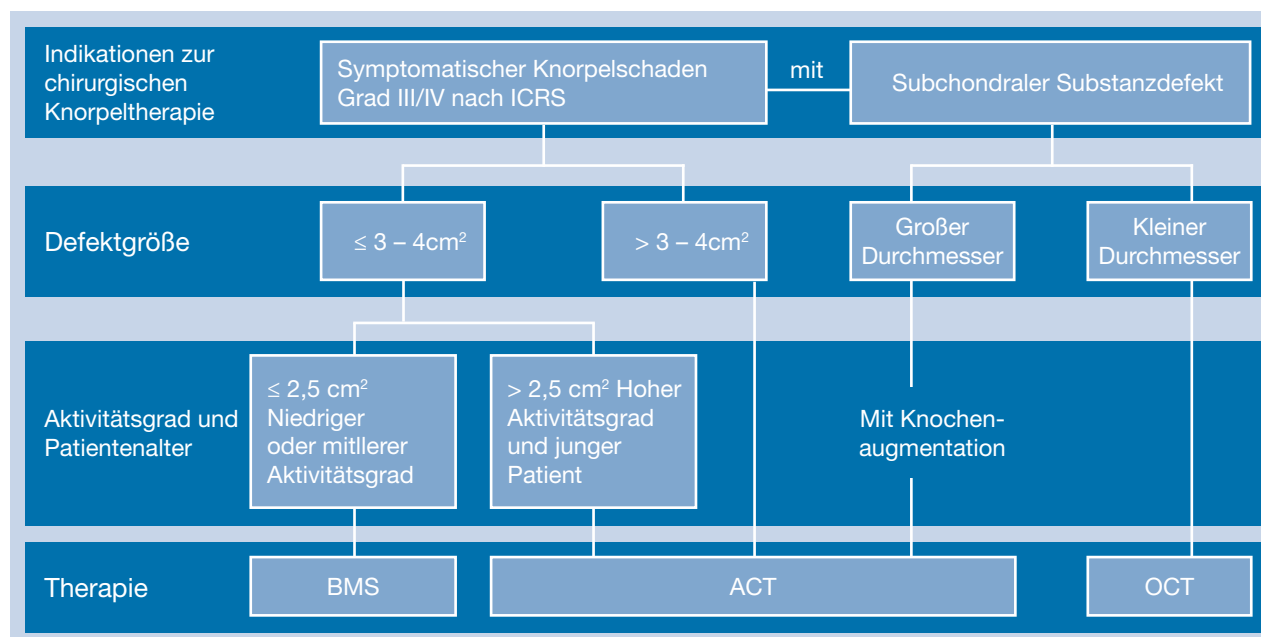 Indikationen zur
chirurgischen
Knorpeltherapie
Symptomatischer Knorpelschaden
Grad III/IV nach ICRS
mit
Subchondraler Substanzdefekt
Defektgröße
≤ 3 – 4cm²
> 3 – 4cm²
Großer
Durchmesser
Kleiner
Durchmesser
Aktivitätsgrad und
Patientenalter
≤ 2,5 cm²
Niedriger
oder mitllerer
Aktivitätsgrad
> 2,5 cm² Hoher
Aktivitätsgrad
und junger
Patient
Mit Knochen-
augmentation
Therapie
BMS
ACT
OCT